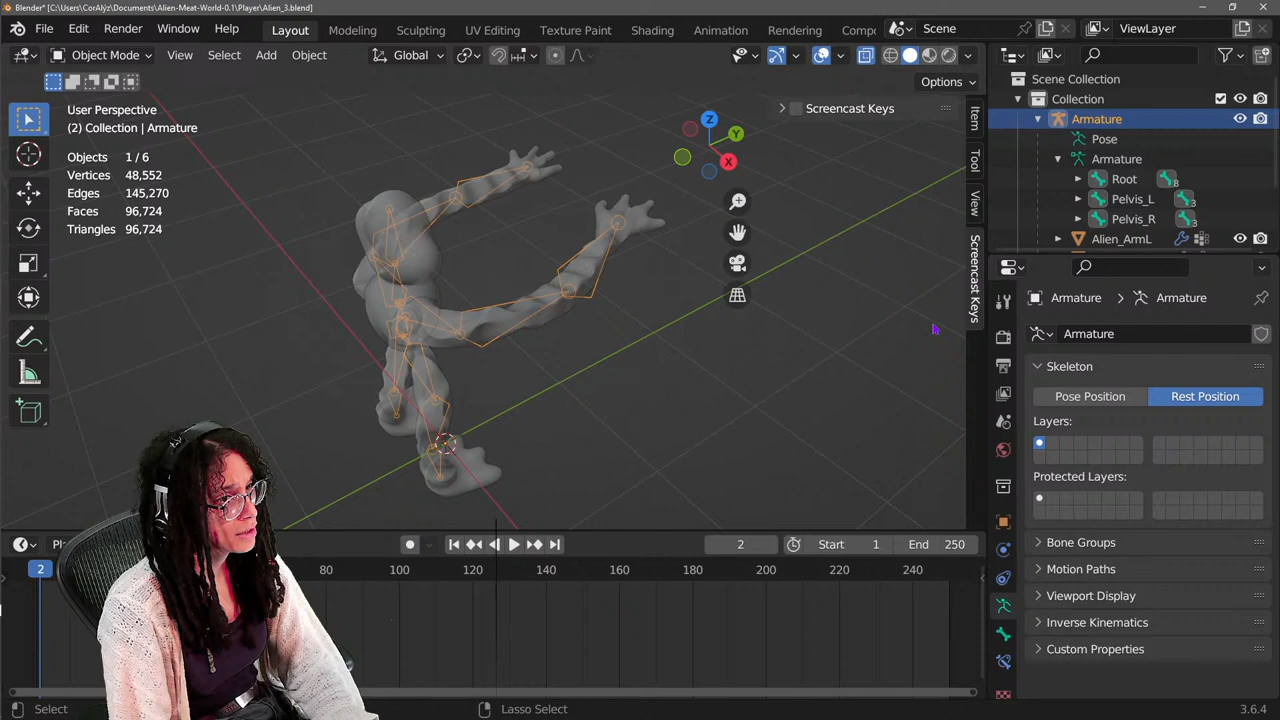 Blender* [C:\Users\CorAlyz\Documents\Alien-Meat-World-0.1\Player\Alien_3.blend]
File Edit Render Window Help Layout Modeling Sculpting UV Editing Texture Paint Shading Animation Rendering Comp Scene ViewLayer
Object Mode View Select Add Object Global
Options
User Perspective
(2) Collection | Armature
Objects 1 / 6
Vertices 48,552
Edges 145,270
Faces 96,724
Triangles 96,724
Screencast Keys
Z
Y
X
Item
Tool
View
Screencast Keys
Scene Collection
Collection
Armature
Pose
Armature
Root 8
Pelvis_L 3
Pelvis_R 3
Alien_ArmL
Armature Armature
Armature
Skeleton
Pose Position Rest Position
Layers:
Protected Layers:
Bone Groups
Motion Paths
Viewport Display
Inverse Kinematics
Custom Properties
2 Start 1 End 250
2 80 100 120 140 160 180 200 220 240
Select Lasso Select 3.6.4